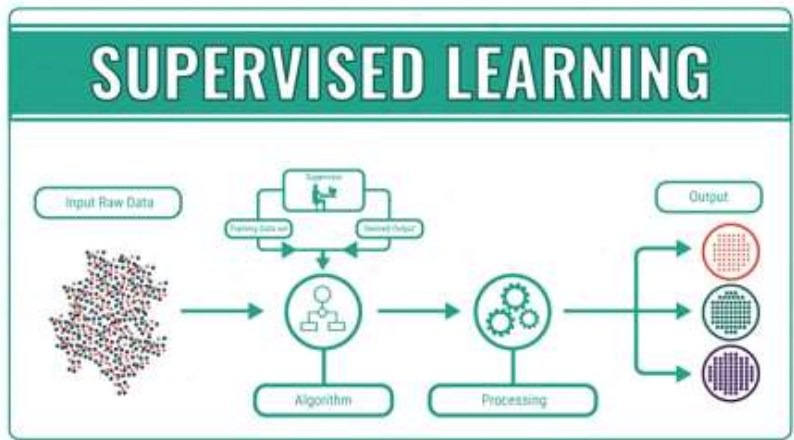 SUPERVISED LEARNING
Input Raw Data
Supervisor
Training Data set
Desired Output
Output
Algorithm
Processing